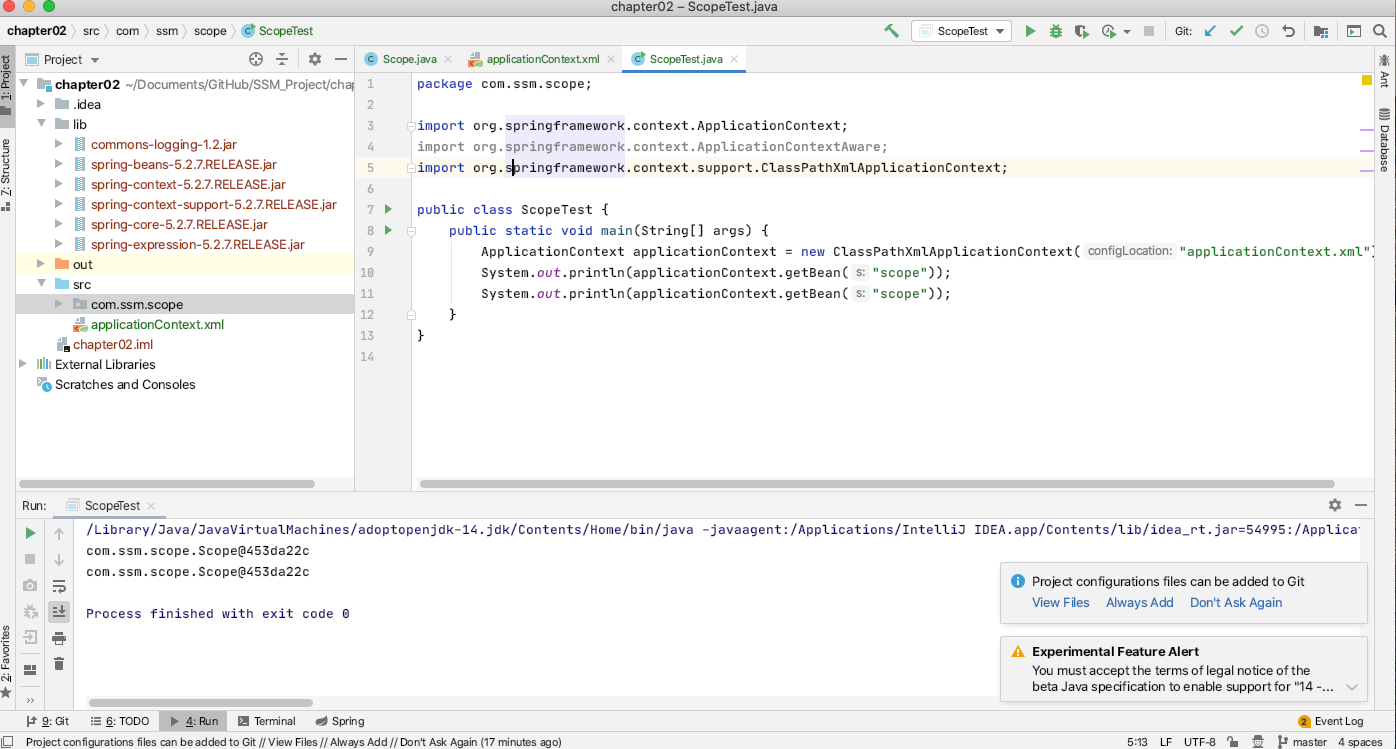 chapter02 – ScopeTest.java
chapter02 src com ssm scope ScopeTest
ScopeTest Git:
Project
Scope.java applicationContext.xml ScopeTest.java
1: Project
7: Structure
2: Favorites
Ant
Database
chapter02 ~/Documents/GitHub/SSM_Project/chap
.idea
lib
commons-logging-1.2.jar
spring-beans-5.2.7.RELEASE.jar
spring-context-5.2.7.RELEASE.jar
spring-context-support-5.2.7.RELEASE.jar
spring-core-5.2.7.RELEASE.jar
spring-expression-5.2.7.RELEASE.jar
out
src
com.ssm.scope
applicationContext.xml
chapter02.iml
External Libraries
Scratches and Consoles
1 package com.ssm.scope;
2
3 import org.springframework.context.ApplicationContext;
4 import org.springframework.context.ApplicationContextAware;
5 import org.springframework.context.support.ClassPathXmlApplicationContext;
6
7 public class ScopeTest {
8 public static void main(String[] args) {
9 ApplicationContext applicationContext = new ClassPathXmlApplicationContext( configLocation: "applicationContext.xml")
10 System.out.println(applicationContext.getBean( s: "scope"));
11 System.out.println(applicationContext.getBean( s: "scope"));
12 }
13 }
14
Run: ScopeTest
/Library/Java/JavaVirtualMachines/adoptopenjdk-14.jdk/Contents/Home/bin/java -javaagent:/Applications/IntelliJ IDEA.app/Contents/lib/idea_rt.jar=54995:/Applicat
com.ssm.scope.Scope@453da22c
com.ssm.scope.Scope@453da22c
Process finished with exit code 0
Project configurations files can be added to Git
View Files Always Add Don't Ask Again
Experimental Feature Alert
You must accept the terms of legal notice of the
beta Java specification to enable support for "14 -...
9: Git 6: TODO 4: Run Terminal Spring 2 Event Log
Project configurations files can be added to Git // View Files // Always Add // Don't Ask Again (17 minutes ago) 5:13 LF UTF-8 master 4 spaces